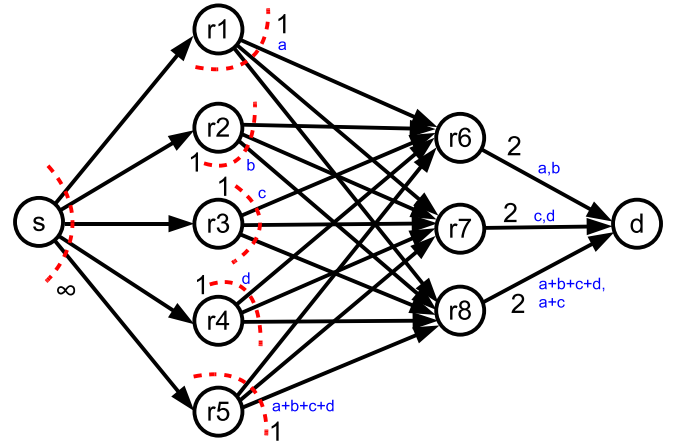 r1
1
a
r2
1
b
r6
2
a,b
1
c
s
r3
r7
2
c,d
d
∞
1
d
r4
r8
2
a+b+c+d,
a+c
r5
a+b+c+d
1